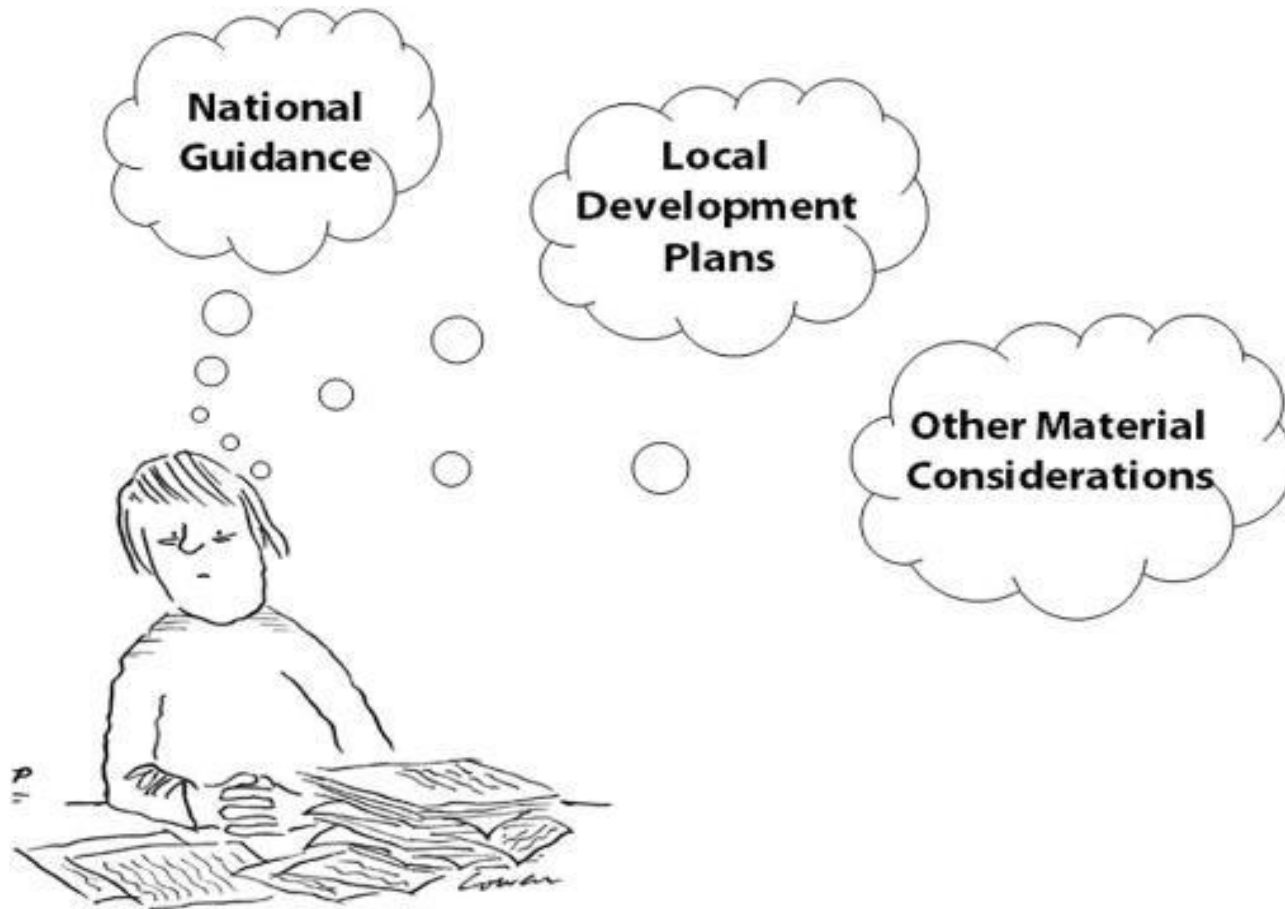 National
Guidance
Local
Development
Plans
Other Material
Considerations